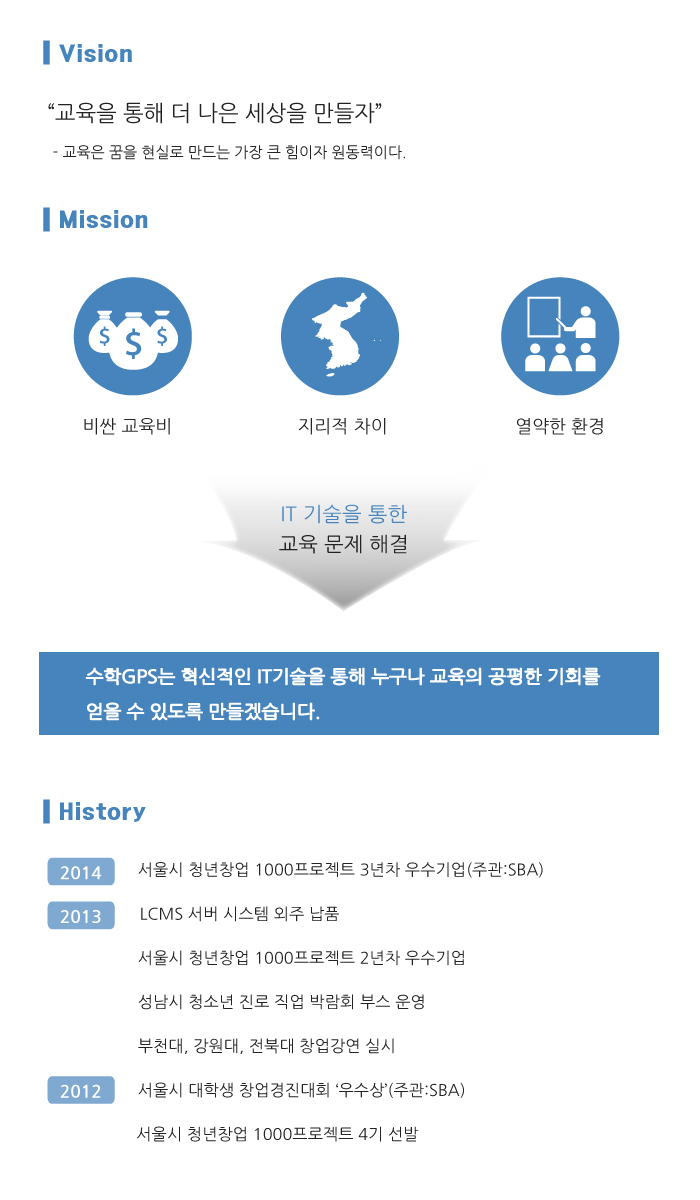 Vision
“교육을 통해 더 나은 세상을 만들자”
- 교육은 꿈을 현실로 만드는 가장 큰 힘이자 원동력이다.
Mission
$ $ $
비싼 교육비
지리적 차이
열약한 환경
IT 기술을 통한
교육 문제 해결
수학GPS는 혁신적인 IT기술을 통해 누구나 교육의 공평한 기회를
얻을 수 있도록 만들겠습니다.
History
2014 서울시 청년창업 1000프로젝트 3년차 우수기업(주관:SBA)
2013 LCMS 서버 시스템 외주 납품
서울시 청년창업 1000프로젝트 2년차 우수기업
성남시 청소년 진로 직업 박람회 부스 운영
부천대, 강원대, 전북대 창업강연 실시
2012 서울시 대학생 창업경진대회 ‘우수상’(주관:SBA)
서울시 청년창업 1000프로젝트 4기 선발